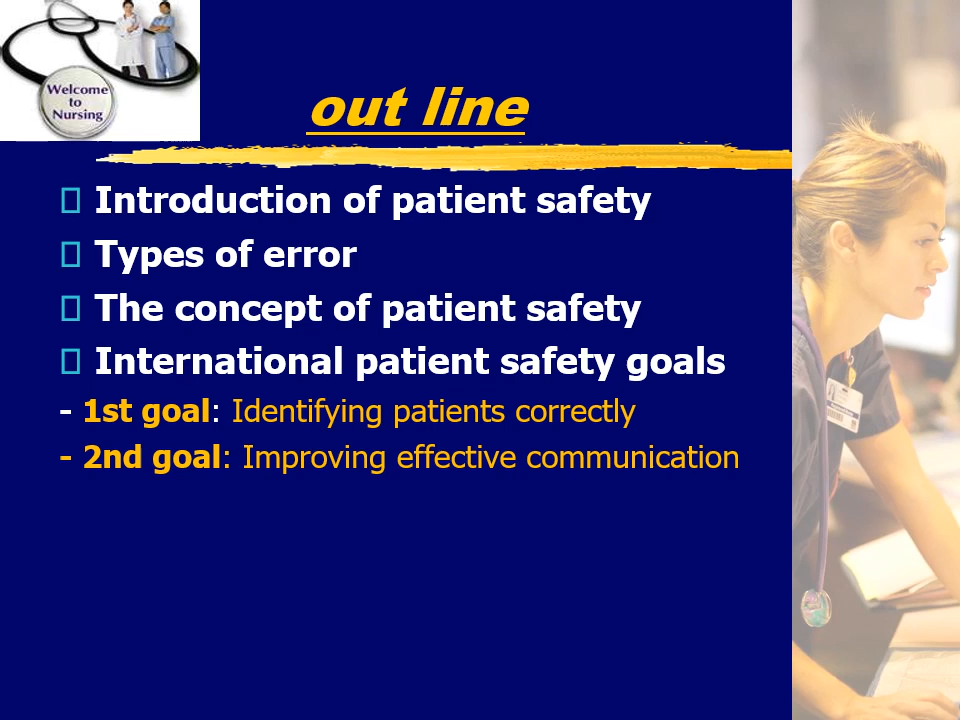 Welcome
to
Nursing
out line
Introduction of patient safety
Types of error
The concept of patient safety
International patient safety goals
- 1st goal: Identifying patients correctly
- 2nd goal: Improving effective communication